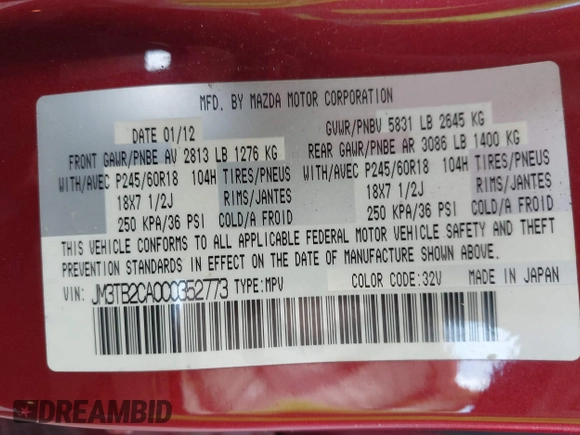 MFD. BY MAZDA MOTOR CORPORATION
DATE 01/12 GVWR/PNBV 5831 LB 2645 KG
FRONT GAWR/PNBE AV 2813 LB 1276 KG REAR GAWR/PNBE AR 3086 LB 1400 KG
WITH/AVEC P245/60R18 104H TIRES/PNEUS WITH/AVEC P245/60R18 104H TIRES/PNEUS
18X7 1/2J RIMS/JANTES 18X7 1/2J RIMS/JANTES
250 KPA/36 PSI COLD/A FROID 250 KPA/36 PSI COLD/A FROID
THIS VEHICLE CONFORMS TO ALL APPLICABLE FEDERAL MOTOR VEHICLE SAFETY AND THEFT
PREVENTION STANDARDS IN EFFECT ON THE DATE OF MANUFACTURE SHOWN ABOVE.
VIN: JM3TB2CA0C0352773 TYPE:MPV COLOR CODE:32V MADE IN JAPAN
DREAMBID